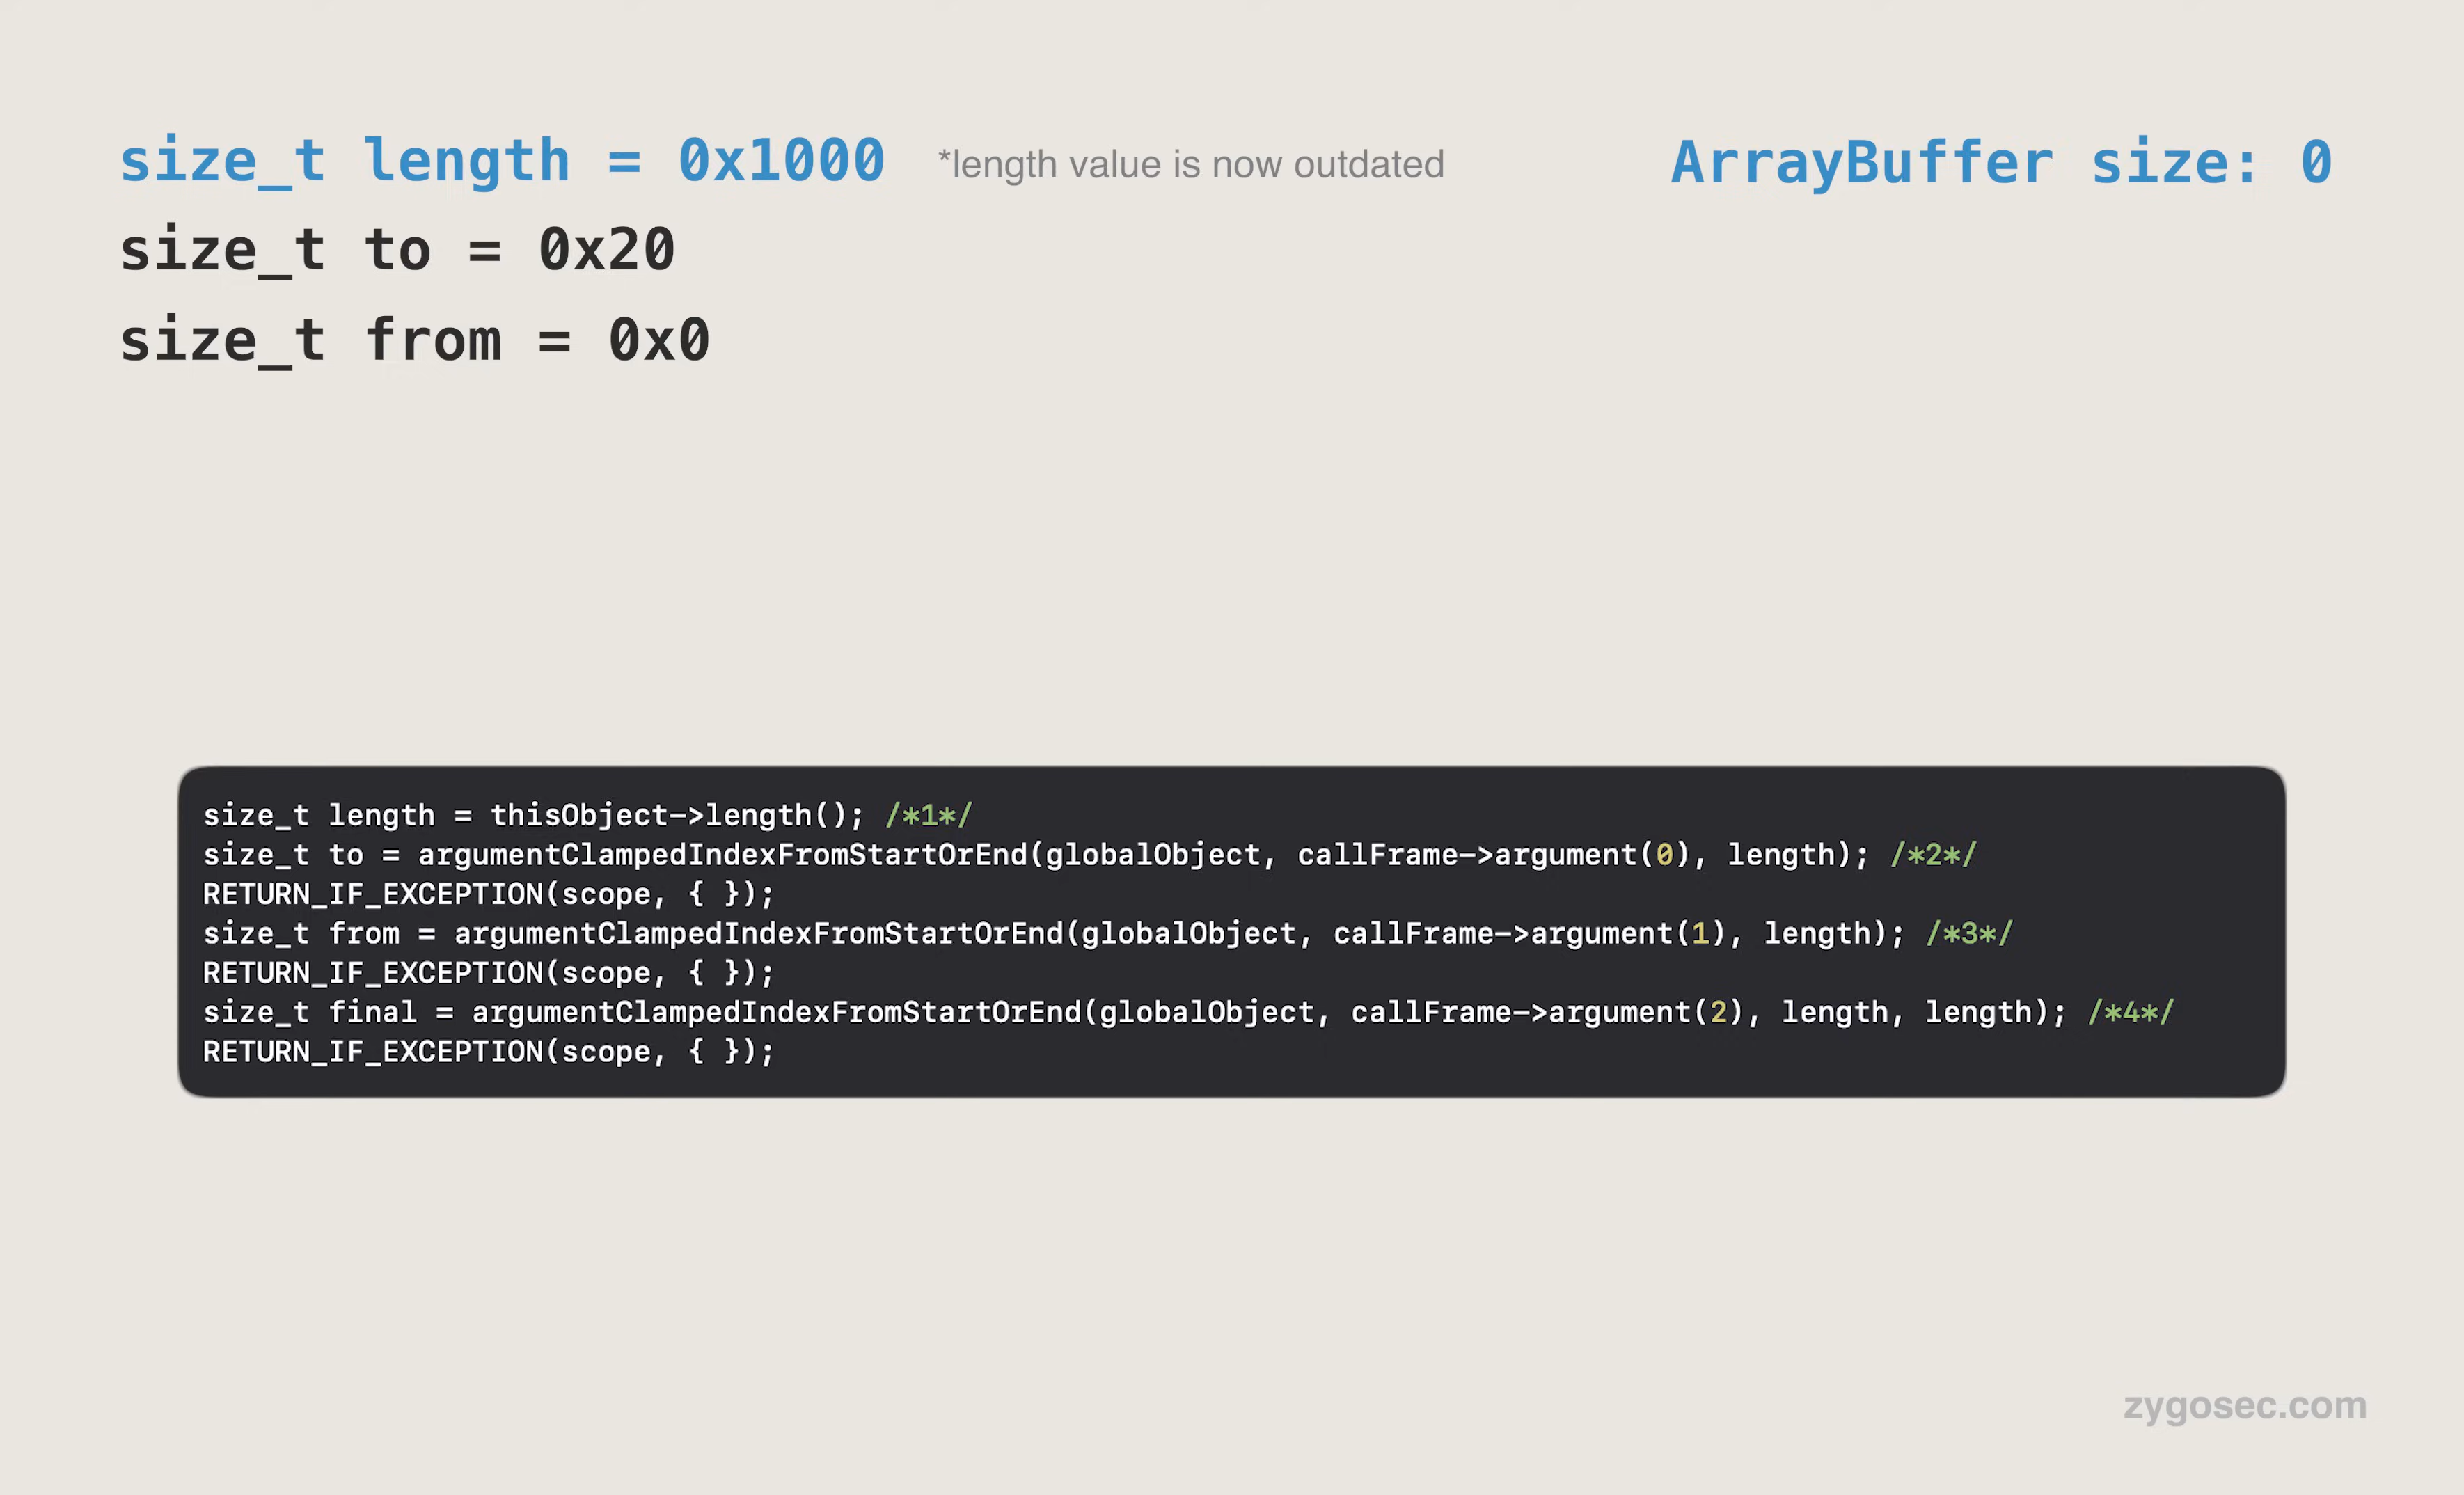 size_t length = 0x1000 *length value is now outdated ArrayBuffer size: 0
size_t to = 0x20
size_t from = 0x0
size_t length = thisObject->length(); /*1*/
size_t to = argumentClampedIndexFromStartOrEnd(globalObject, callFrame->argument(0), length); /*2*/
RETURN_IF_EXCEPTION(scope, { });
size_t from = argumentClampedIndexFromStartOrEnd(globalObject, callFrame->argument(1), length); /*3*/
RETURN_IF_EXCEPTION(scope, { });
size_t final = argumentClampedIndexFromStartOrEnd(globalObject, callFrame->argument(2), length, length); /*4*/
RETURN_IF_EXCEPTION(scope, { });
zygosec.com